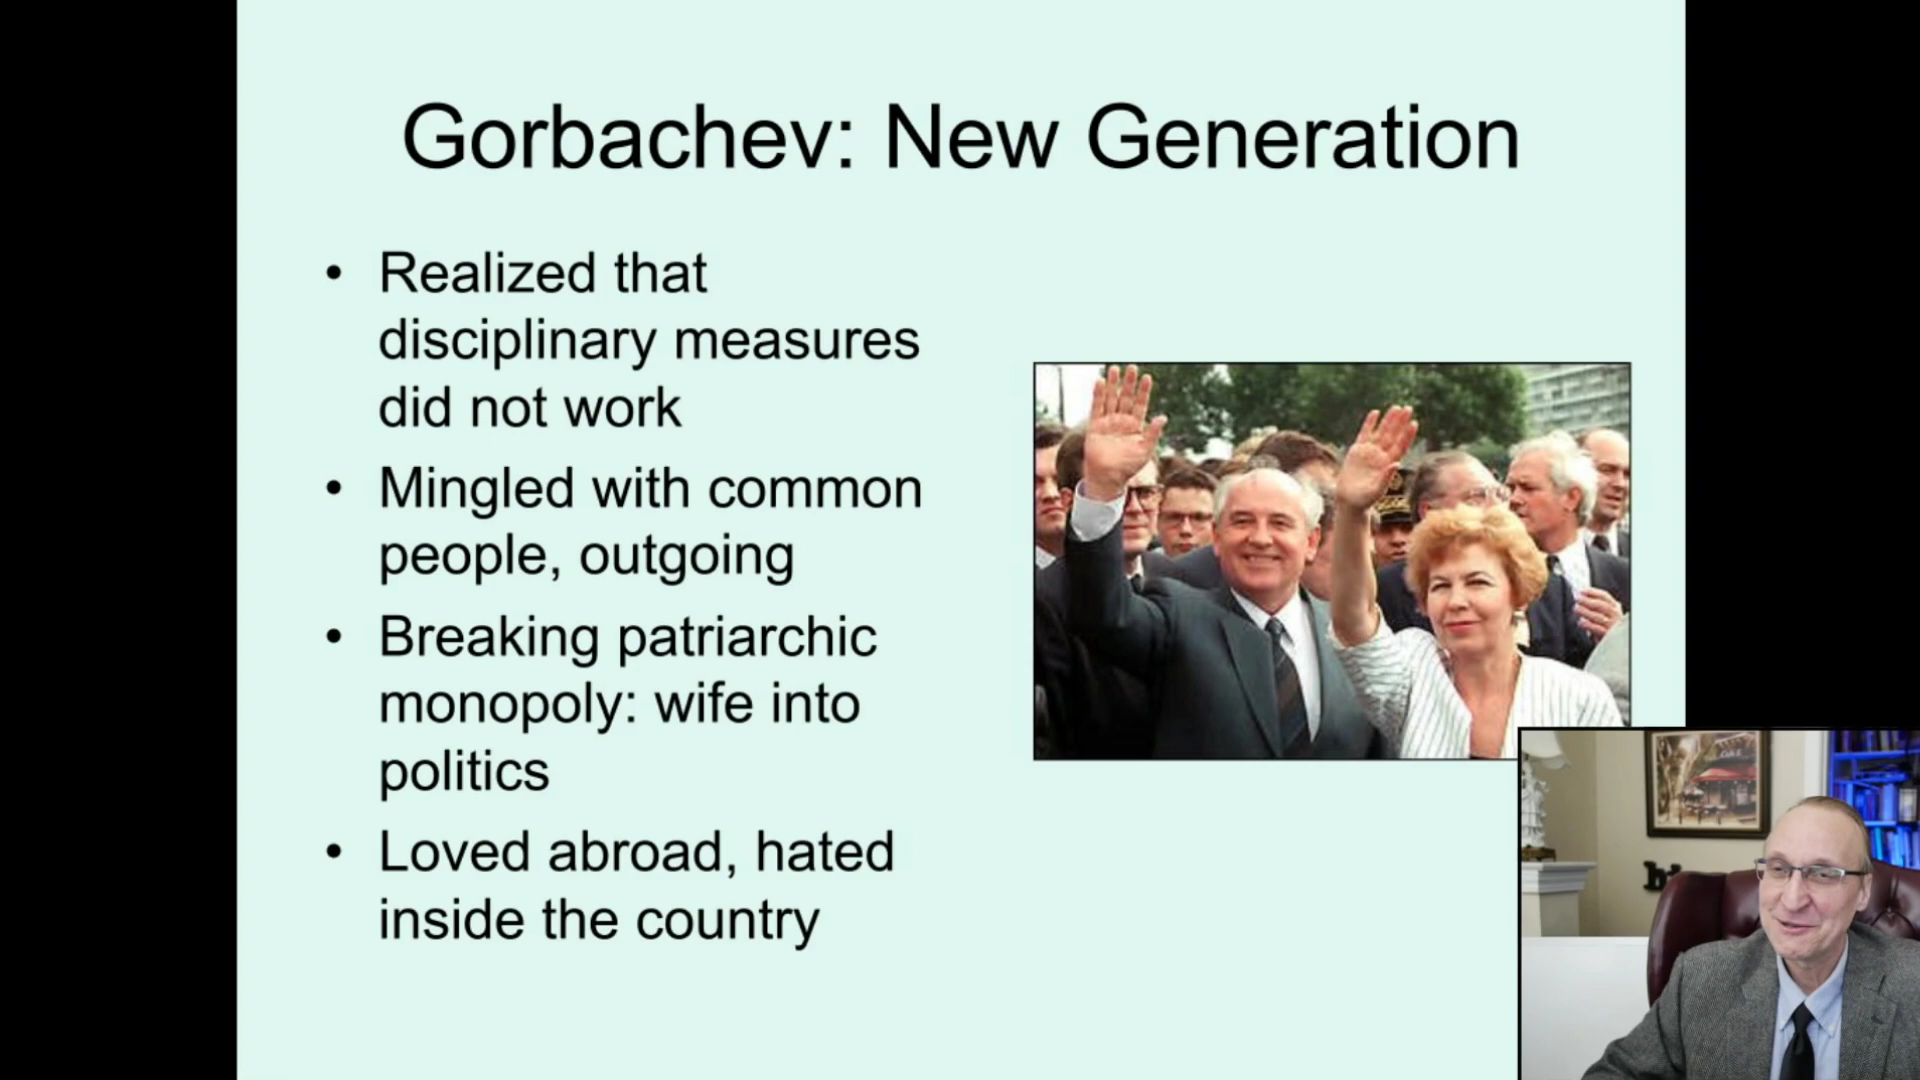 Gorbachev: New Generation
• Realized that
disciplinary measures
did not work
• Mingled with common
people, outgoing
• Breaking patriarchic
monopoly: wife into
politics
• Loved abroad, hated
inside the country